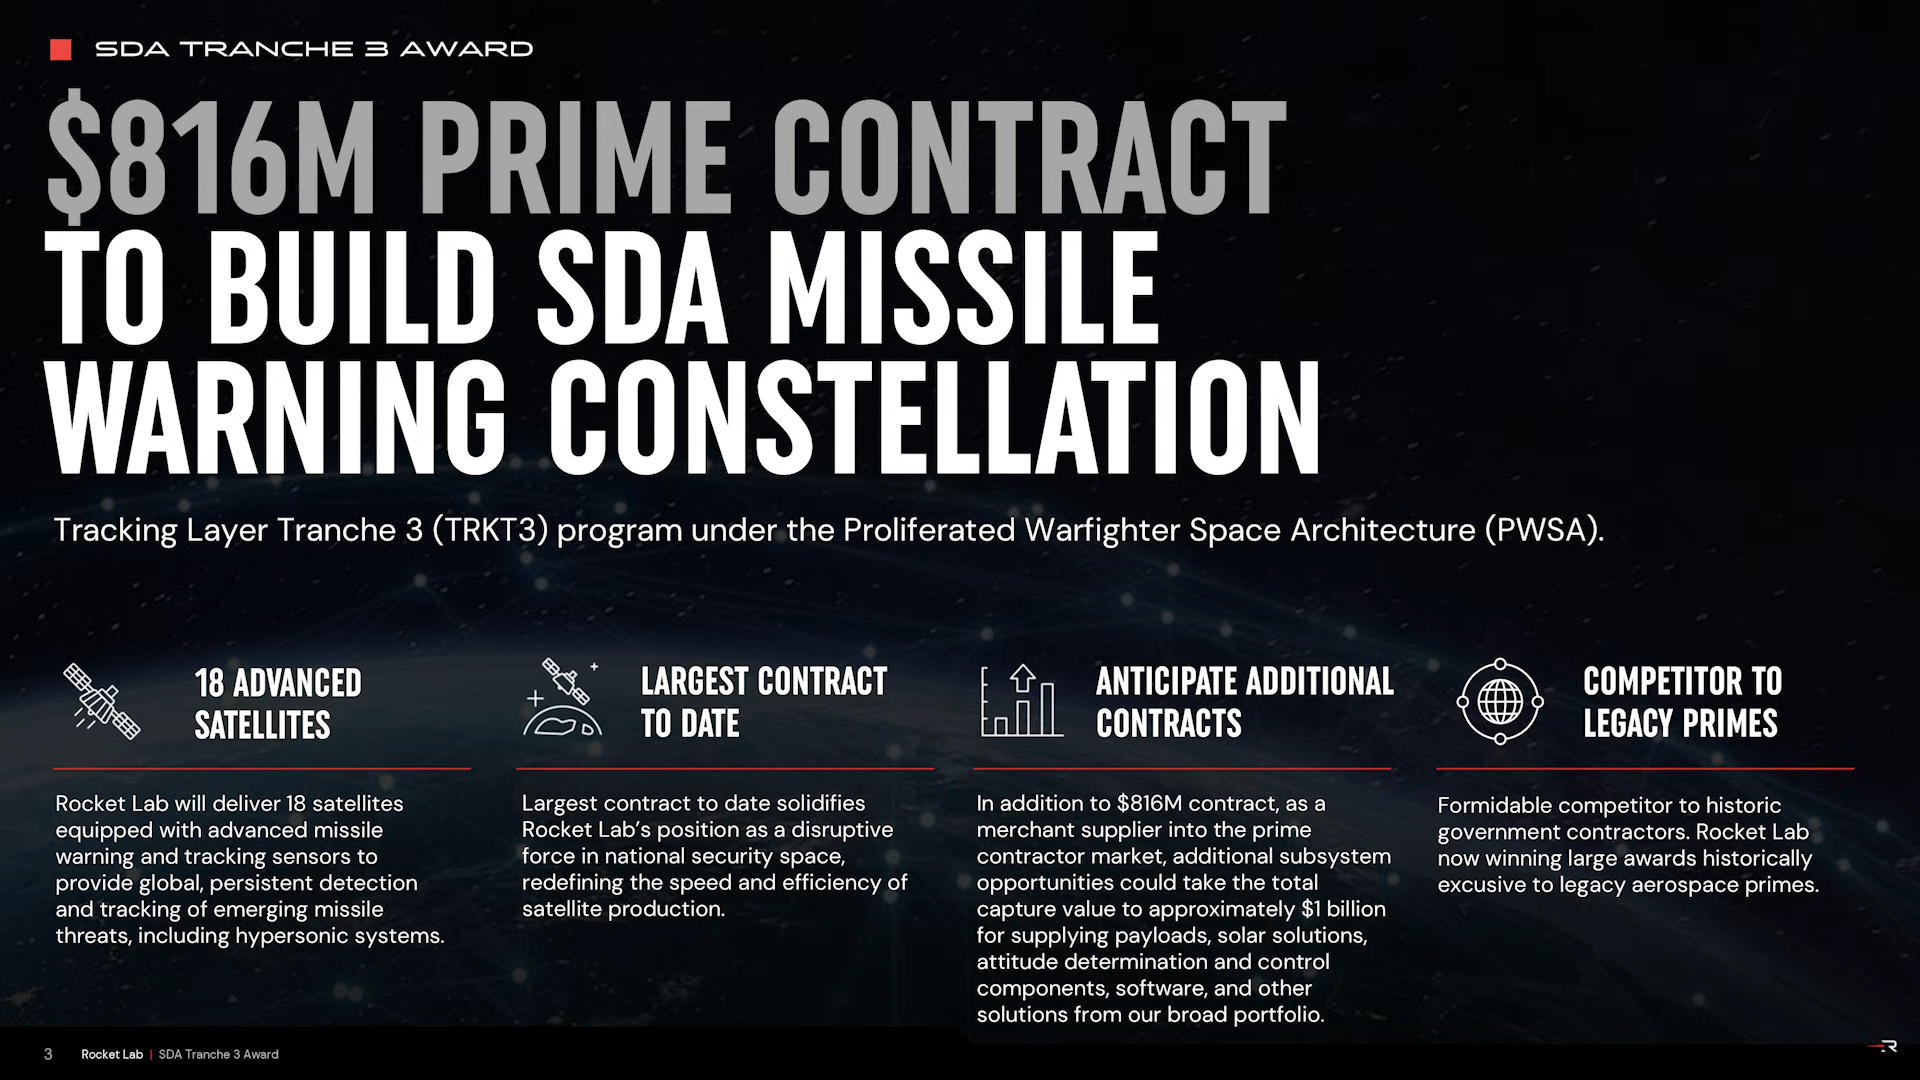 SDA TRANCHE 3 AWARD
$816M PRIME CONTRACT
TO BUILD SDA MISSILE
WARNING CONSTELLATION
Tracking Layer Tranche 3 (TRKT3) program under the Proliferated Warfighter Space Architecture (PWSA).
18 ADVANCED
SATELLITES
Rocket Lab will deliver 18 satellites
equipped with advanced missile
warning and tracking sensors to
provide global, persistent detection
and tracking of emerging missile
threats, including hypersonic systems.
LARGEST CONTRACT
TO DATE
Largest contract to date solidifies
Rocket Lab’s position as a disruptive
force in national security space,
redefining the speed and efficiency of
satellite production.
ANTICIPATE ADDITIONAL
CONTRACTS
In addition to $816M contract, as a
merchant supplier into the prime
contractor market, additional subsystem
opportunities could take the total
capture value to approximately $1 billion
for supplying payloads, solar solutions,
attitude determination and control
components, software, and other
solutions from our broad portfolio.
COMPETITOR TO
LEGACY PRIMES
Formidable competitor to historic
government contractors. Rocket Lab
now winning large awards historically
excusive to legacy aerospace primes.
3 Rocket Lab | SDA Tranche 3 Award
R